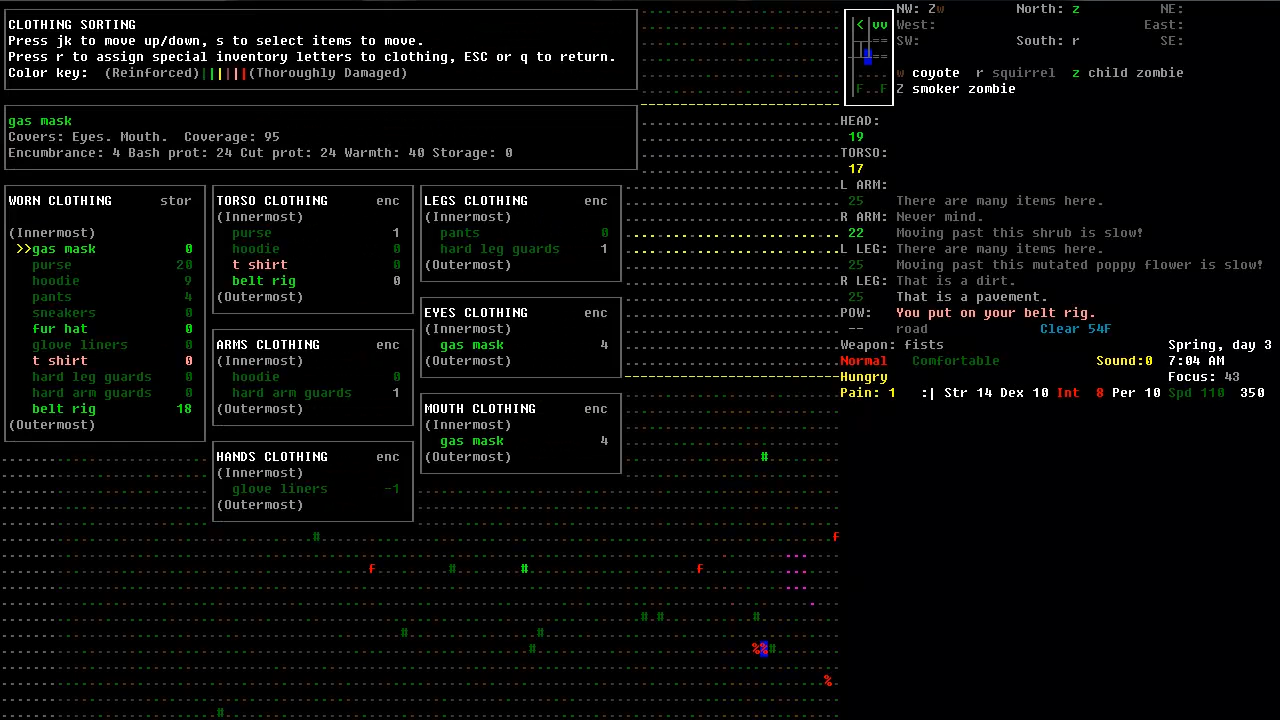 CLOTHING SORTING
Press jk to move up/down, s to select items to move.
Press r to assign special inventory letters to clothing, ESC or q to return.
Color key:  (Reinforced)||||||(Thoroughly Damaged)
gas mask
Covers: Eyes. Mouth.  Coverage: 95
Encumbrance: 4 Bash prot: 24 Cut prot: 24 Warmth: 40 Storage: 0
WORN CLOTHING stor
(Innermost)
>>gas mask 0
purse 20
hoodie 9
pants 4
sneakers 0
fur hat 0
glove liners 0
t shirt 0
hard leg guards 0
hard arm guards 0
belt rig 18
(Outermost)
TORSO CLOTHING enc
(Innermost)
purse 1
hoodie 0
t shirt 0
belt rig 0
(Outermost)
ARMS CLOTHING enc
(Innermost)
hoodie 0
hard arm guards 1
(Outermost)
HANDS CLOTHING enc
(Innermost)
glove liners -1
(Outermost)
LEGS CLOTHING enc
(Innermost)
pants 0
hard leg guards 1
(Outermost)
EYES CLOTHING enc
(Innermost)
gas mask 4
(Outermost)
MOUTH CLOTHING enc
(Innermost)
gas mask 4
(Outermost)
NW: Zw North: z NE:
West: East:
SW: South: r SE:
w coyote r squirrel z child zombie
Z smoker zombie
HEAD:
19
TORSO:
17
L ARM:
25 There are many items here.
R ARM: Never mind.
22 Moving past this shrub is slow!
L LEG: There are many items here.
25 Moving past this mutated poppy flower is slow!
R LEG: That is a dirt.
25 That is a pavement.
POW: You put on your belt rig.
-- road Clear 54F
Weapon: fists Spring, day 3
Normal Comfortable Sound:0 7:04 AM
Hungry Focus: 43
Pain: 1 :| Str 14 Dex 10 Int 8 Per 10 Spd 110 350